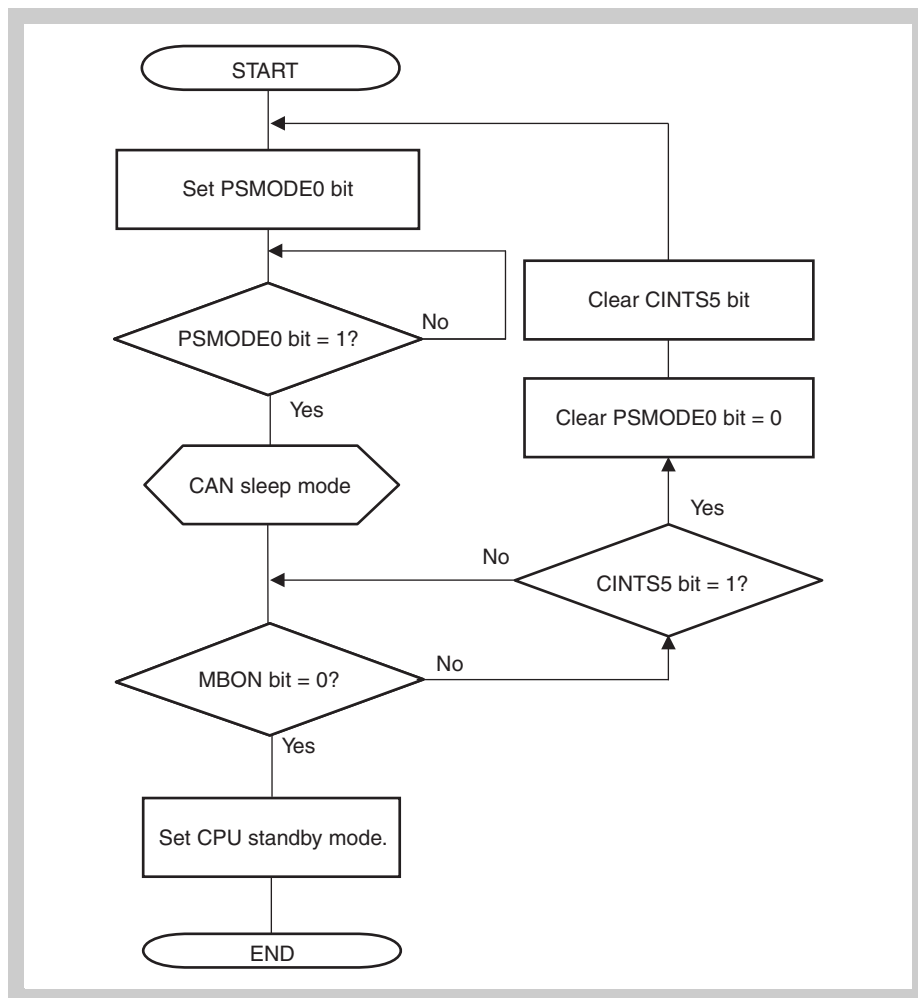 START
Set PSMODE0 bit
PSMODE0 bit = 1?
No
Yes
CAN sleep mode
MBON bit = 0?
No
Yes
Set CPU standby mode.
END
Clear CINTS5 bit
Clear PSMODE0 bit = 0
Yes
No
CINTS5 bit = 1?